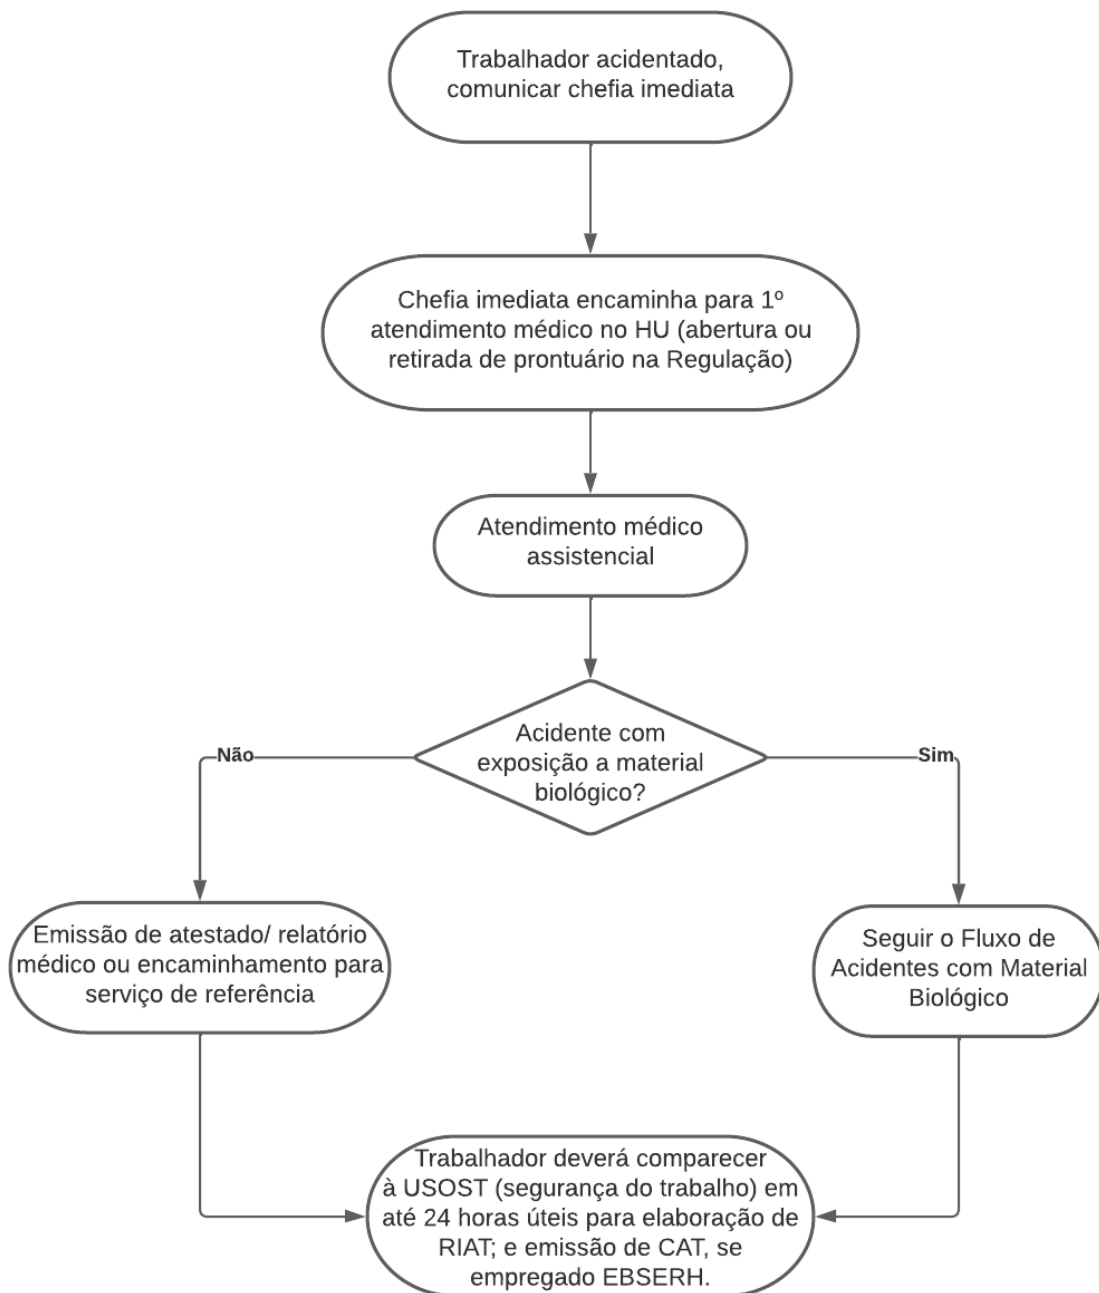 Trabalhador acidentado,
comunicar chefia imediata
Chefia imediata encaminha para 1º
atendimento médico no HU (abertura ou
retirada de prontuário na Regulação)
Atendimento médico
assistencial
Acidente com
exposição a material
biológico?
Não
Sim
Emissão de atestado/ relatório
médico ou encaminhamento para
serviço de referência
Seguir o Fluxo de
Acidentes com Material
Biológico
Trabalhador deverá comparecer
à USOST (segurança do trabalho) em
até 24 horas úteis para elaboração de
RIAT; e emissão de CAT, se
empregado EBSERH.